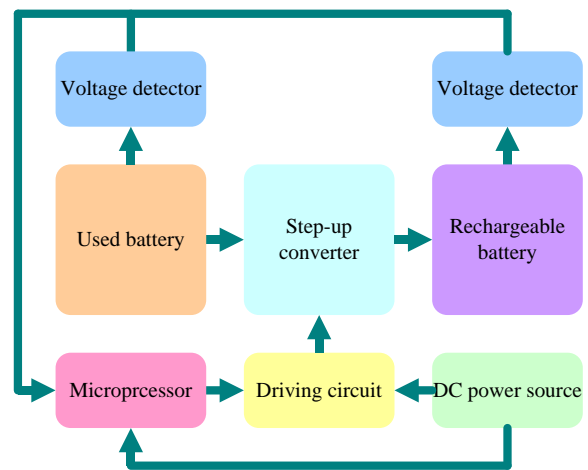 Voltage detector
Voltage detector
Used battery
Step-up
converter
Rechargeable
battery
Microprcessor
Driving circuit
DC power source